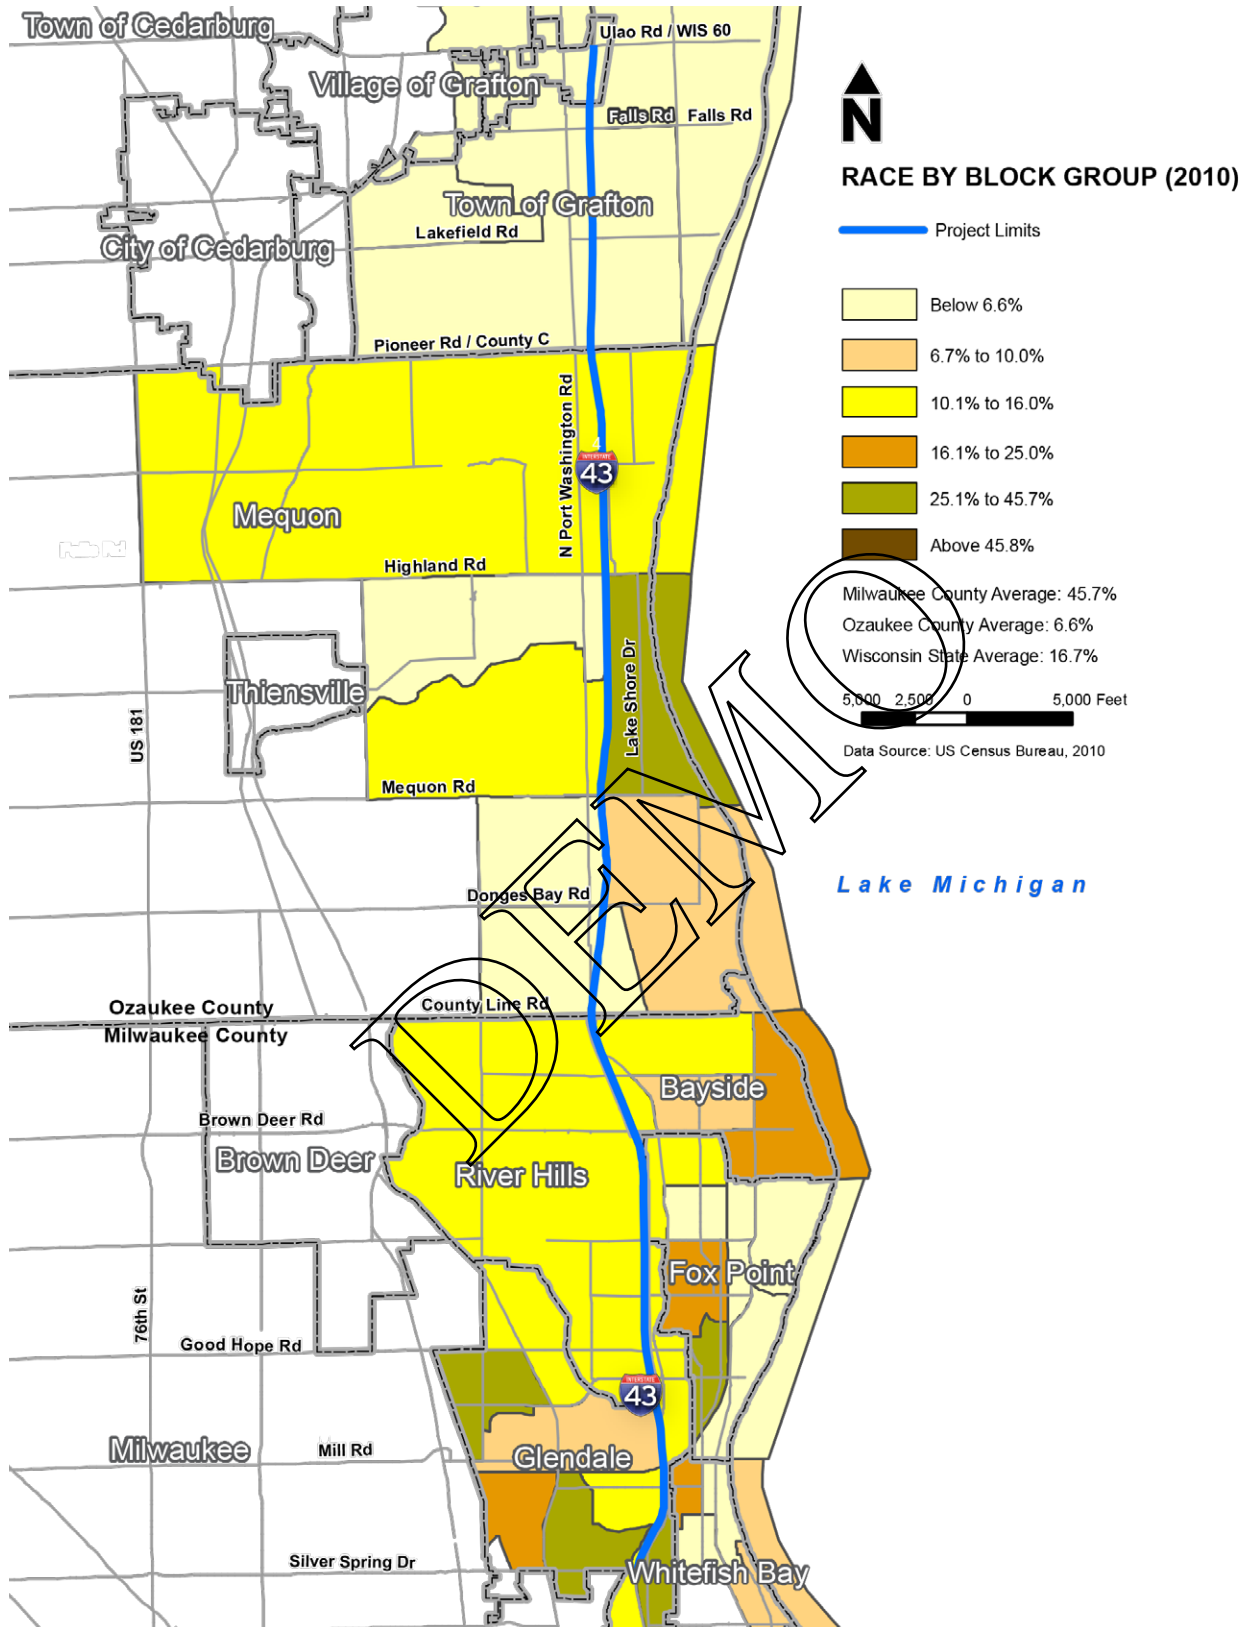 Town of Cedarburg
Ulao Rd / WIS 60
Village of Grafton
Falls Rd Falls Rd
N
RACE BY BLOCK GROUP (2010)
Town of Grafton
Project Limits
Lakefield Rd
City of Cedarburg
Below 6.6%
Pioneer Rd / County C
6.7% to 10.0%
N Port Washington Rd
10.1% to 16.0%
4
INTERSTATE
43
16.1% to 25.0%
25.1% to 45.7%
Mequon
Above 45.8%
Highland Rd
Milwaukee County Average: 45.7%
Ozaukee County Average: 6.6%
Wisconsin State Average: 16.7%
Lake Shore Dr
Thiensville
5,000 2,500 0 5,000 Feet
US 181
Data Source: US Census Bureau, 2010
Mequon Rd
Lake Michigan
Donges Bay Rd
DEMO
Ozaukee County
County Line Rd
Milwaukee County
Bayside
Brown Deer Rd
Brown Deer
River Hills
Fox Point
76th St
Good Hope Rd
INTERSTATE
43
Milwaukee
Mill Rd
Glendale
Silver Spring Dr
Whitefish Bay